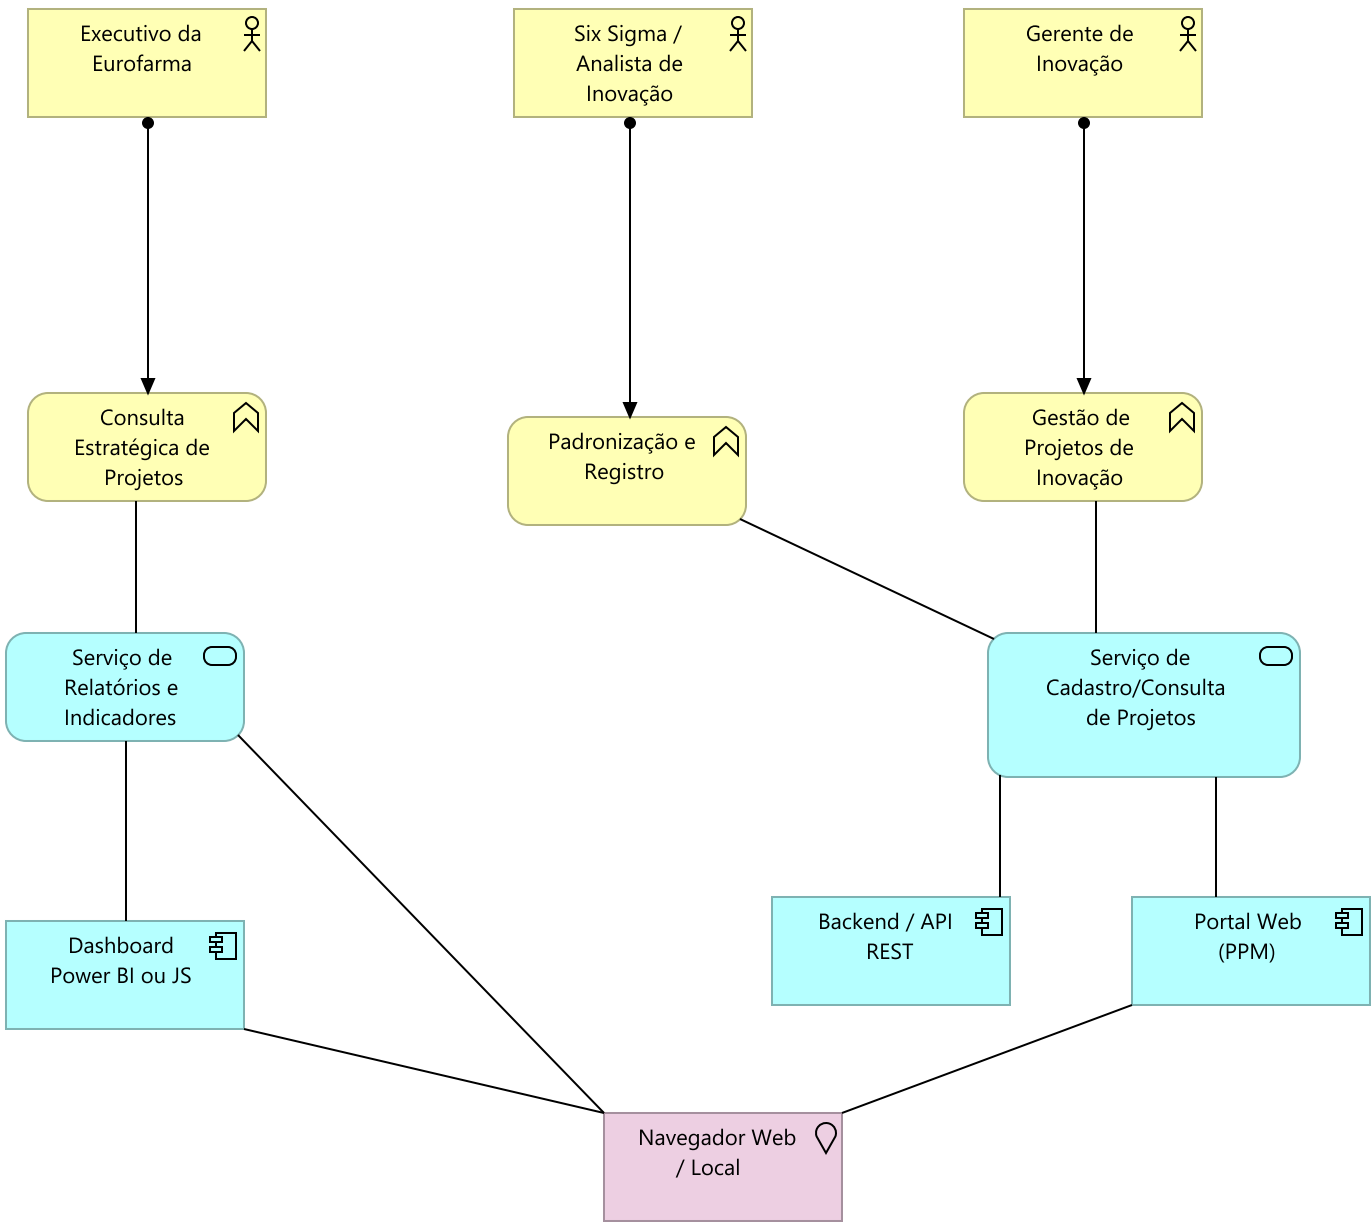 Executivo da
Eurofarma
Six Sigma /
Analista de
Inovação
Gerente de
Inovação
Consulta
Estratégica de
Projetos
Padronização e
Registro
Gestão de
Projetos de
Inovação
Serviço de
Relatórios e
Indicadores
Serviço de
Cadastro/Consulta
de Projetos
Dashboard
Power BI ou JS
Backend / API
REST
Portal Web
(PPM)
Navegador Web
/ Local